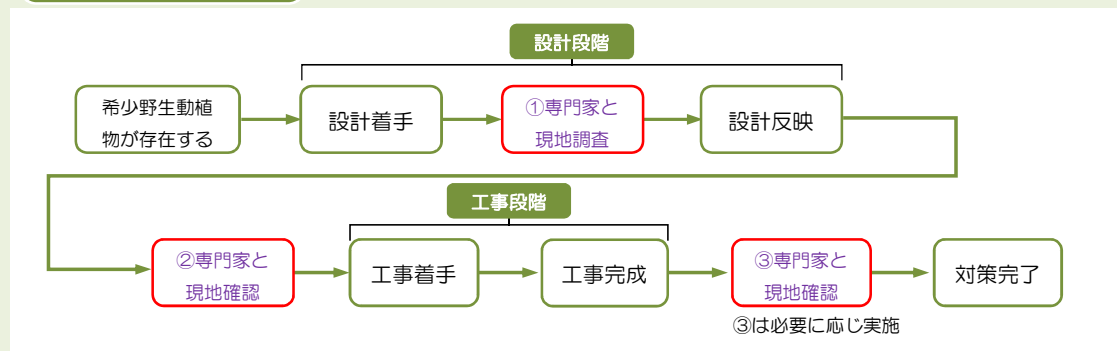 設計段階
希少野生動植
物が存在する
設計着手
①専門家と
現地調査
設計反映
工事段階
②専門家と
現地確認
工事着手
工事完成
③専門家と
現地確認
対策完了
③は必要に応じ実施